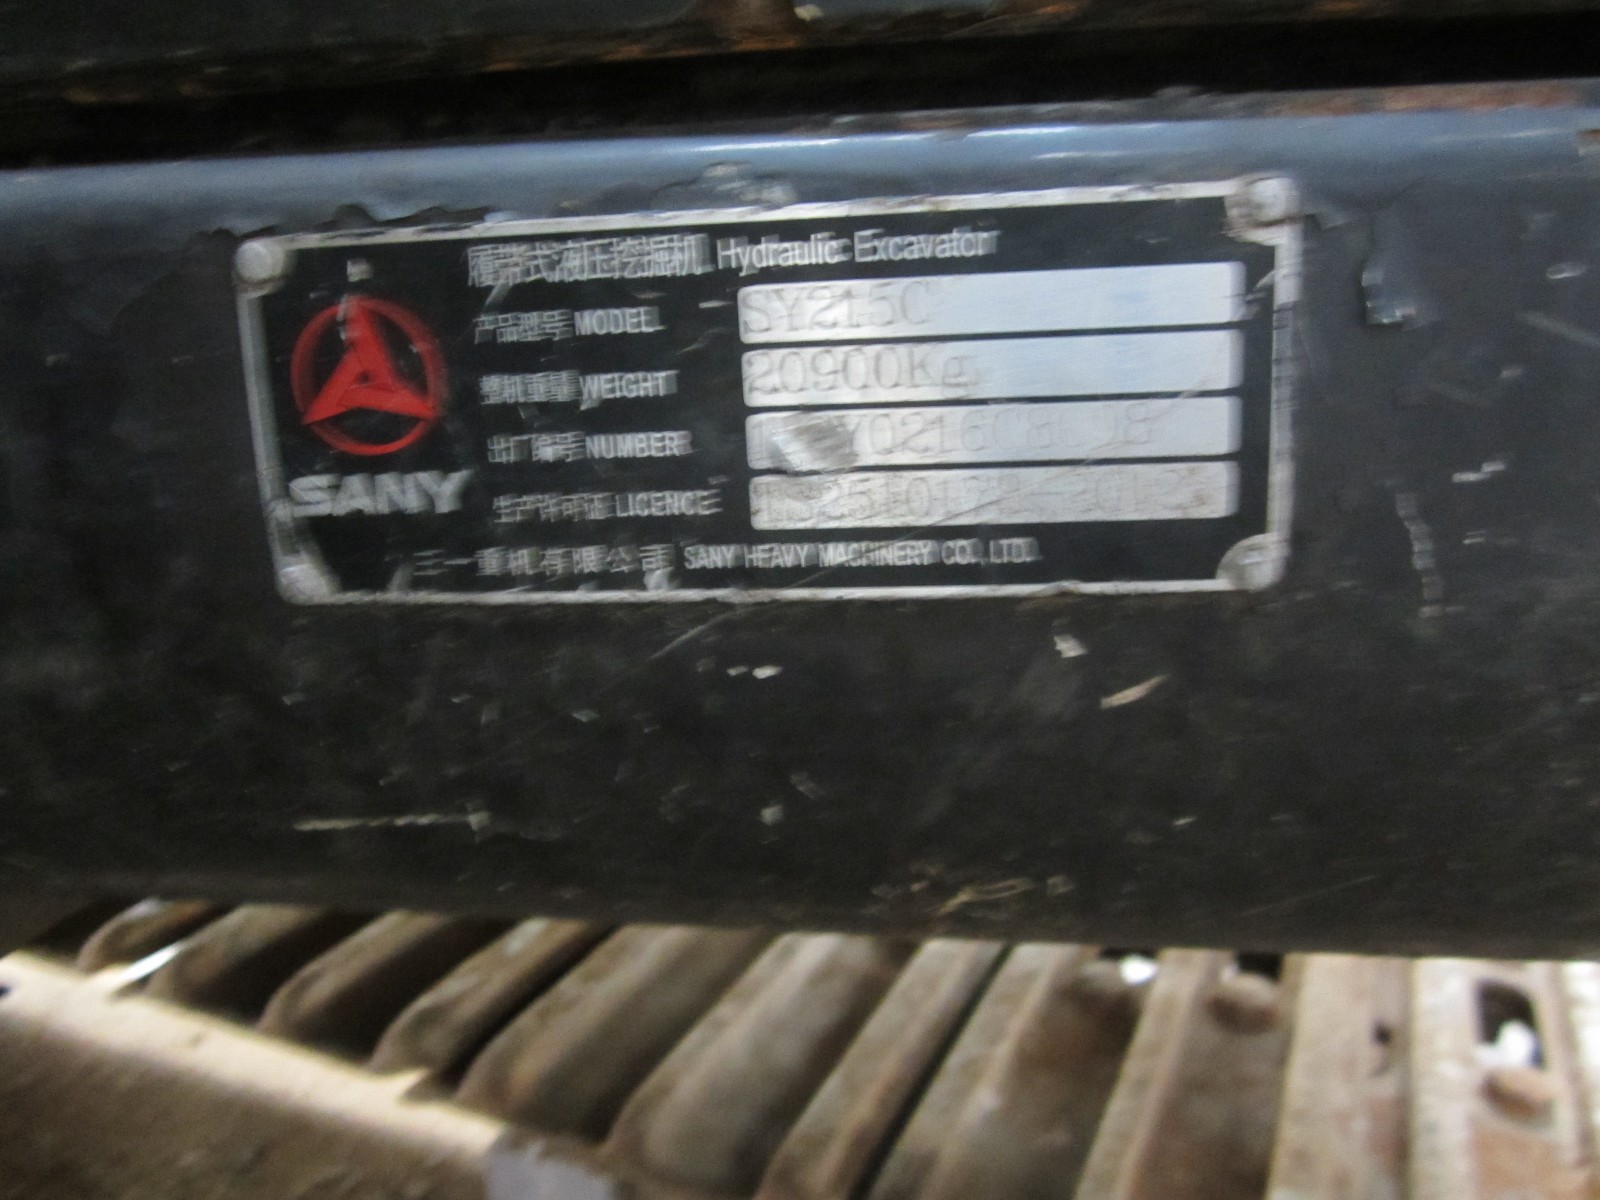 履带式液压挖掘机 Hydraulic Excavator
产品型号 MODEL SY215C
整机重量 WEIGHT 20900Kg
出厂编号 NUMBER
生产许可证 LICENCE
SANY
三一重机有限公司 SANY HEAVY MACHINERY CO., LTD.